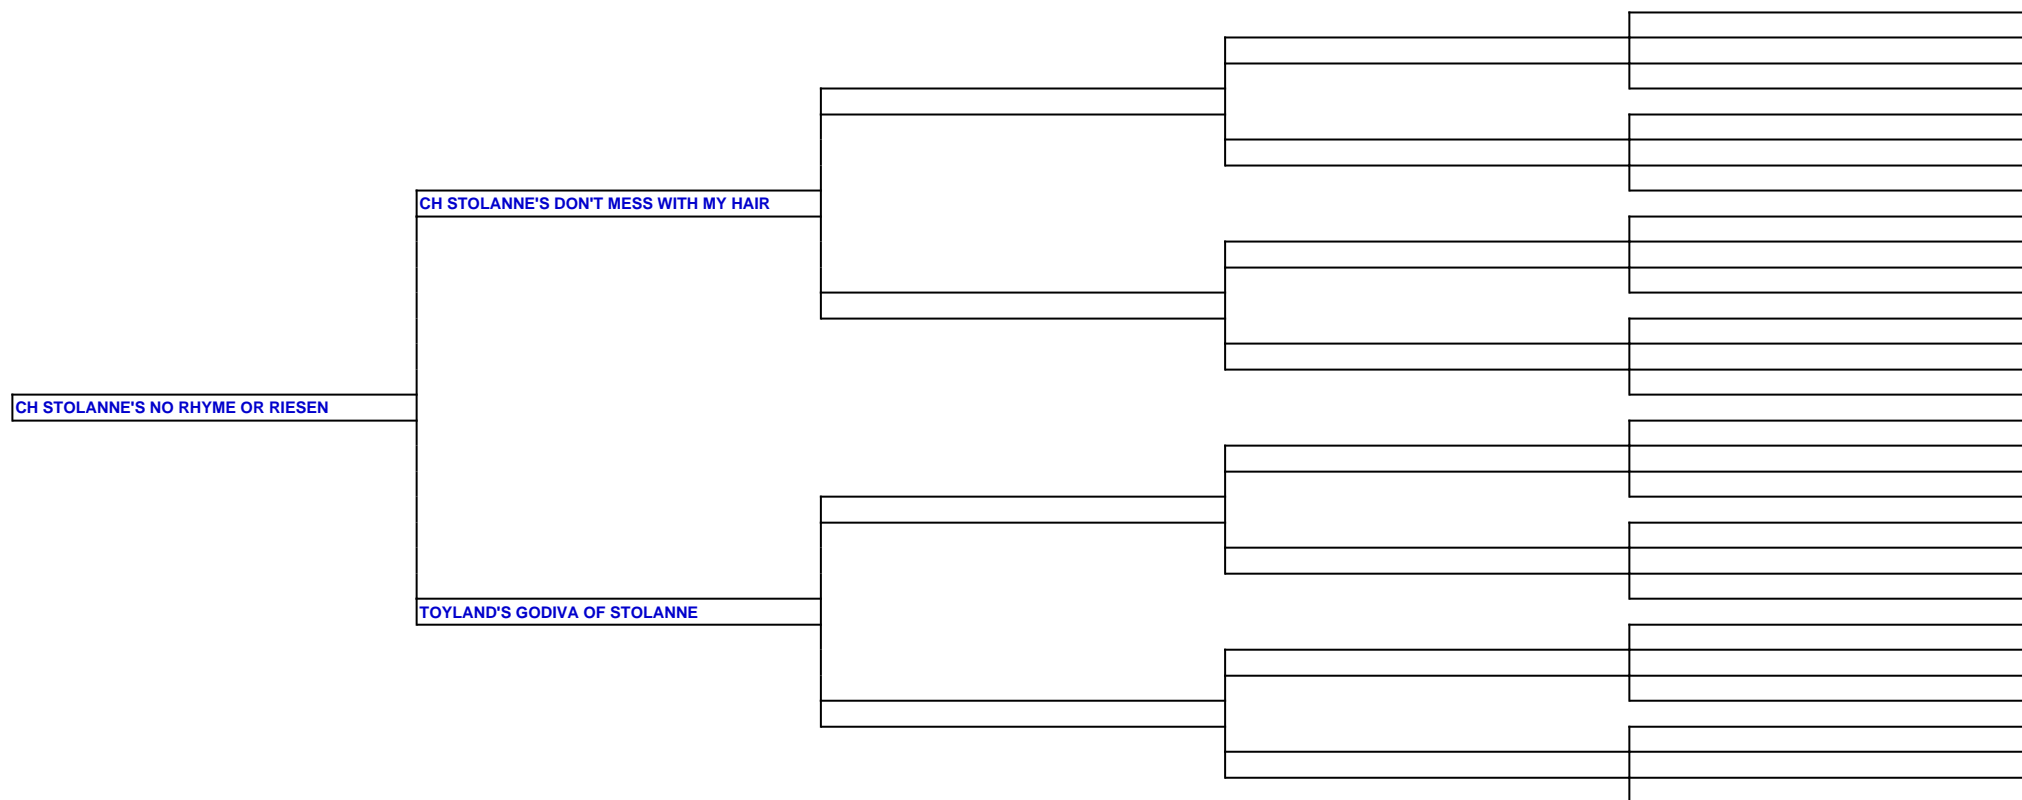 CH STOLANNE'S DON'T MESS WITH MY HAIR
CH STOLANNE'S NO RHYME OR RIESEN
TOYLAND'S GODIVA OF STOLANNE